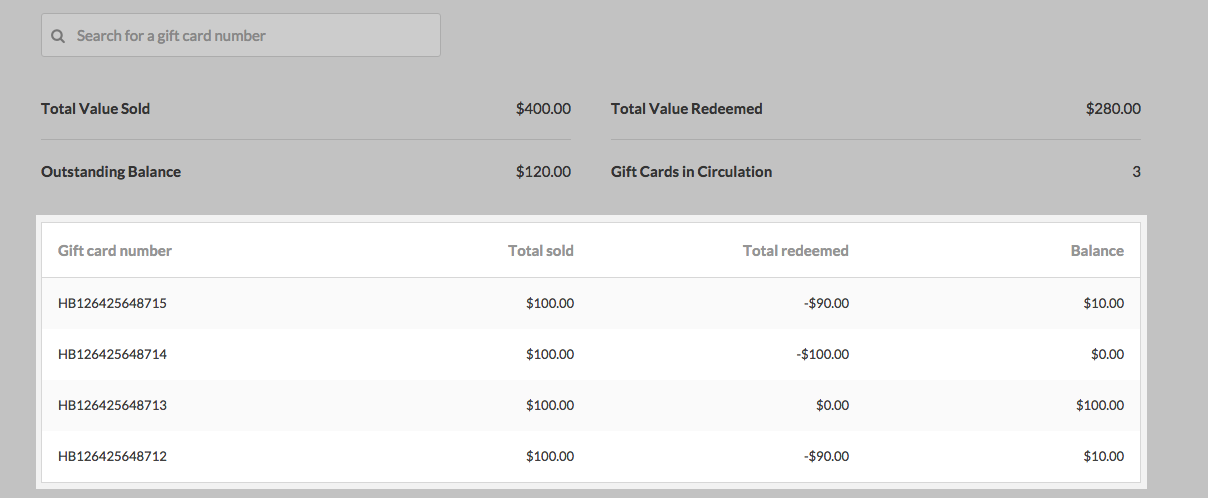 Search for a gift card number
Total Value Sold $400.00 Total Value Redeemed $280.00
Outstanding Balance $120.00 Gift Cards in Circulation 3
Gift card number Total sold Total redeemed Balance
HB126425648715 $100.00 -$90.00 $10.00
HB126425648714 $100.00 -$100.00 $0.00
HB126425648713 $100.00 $0.00 $100.00
HB126425648712 $100.00 -$90.00 $10.00